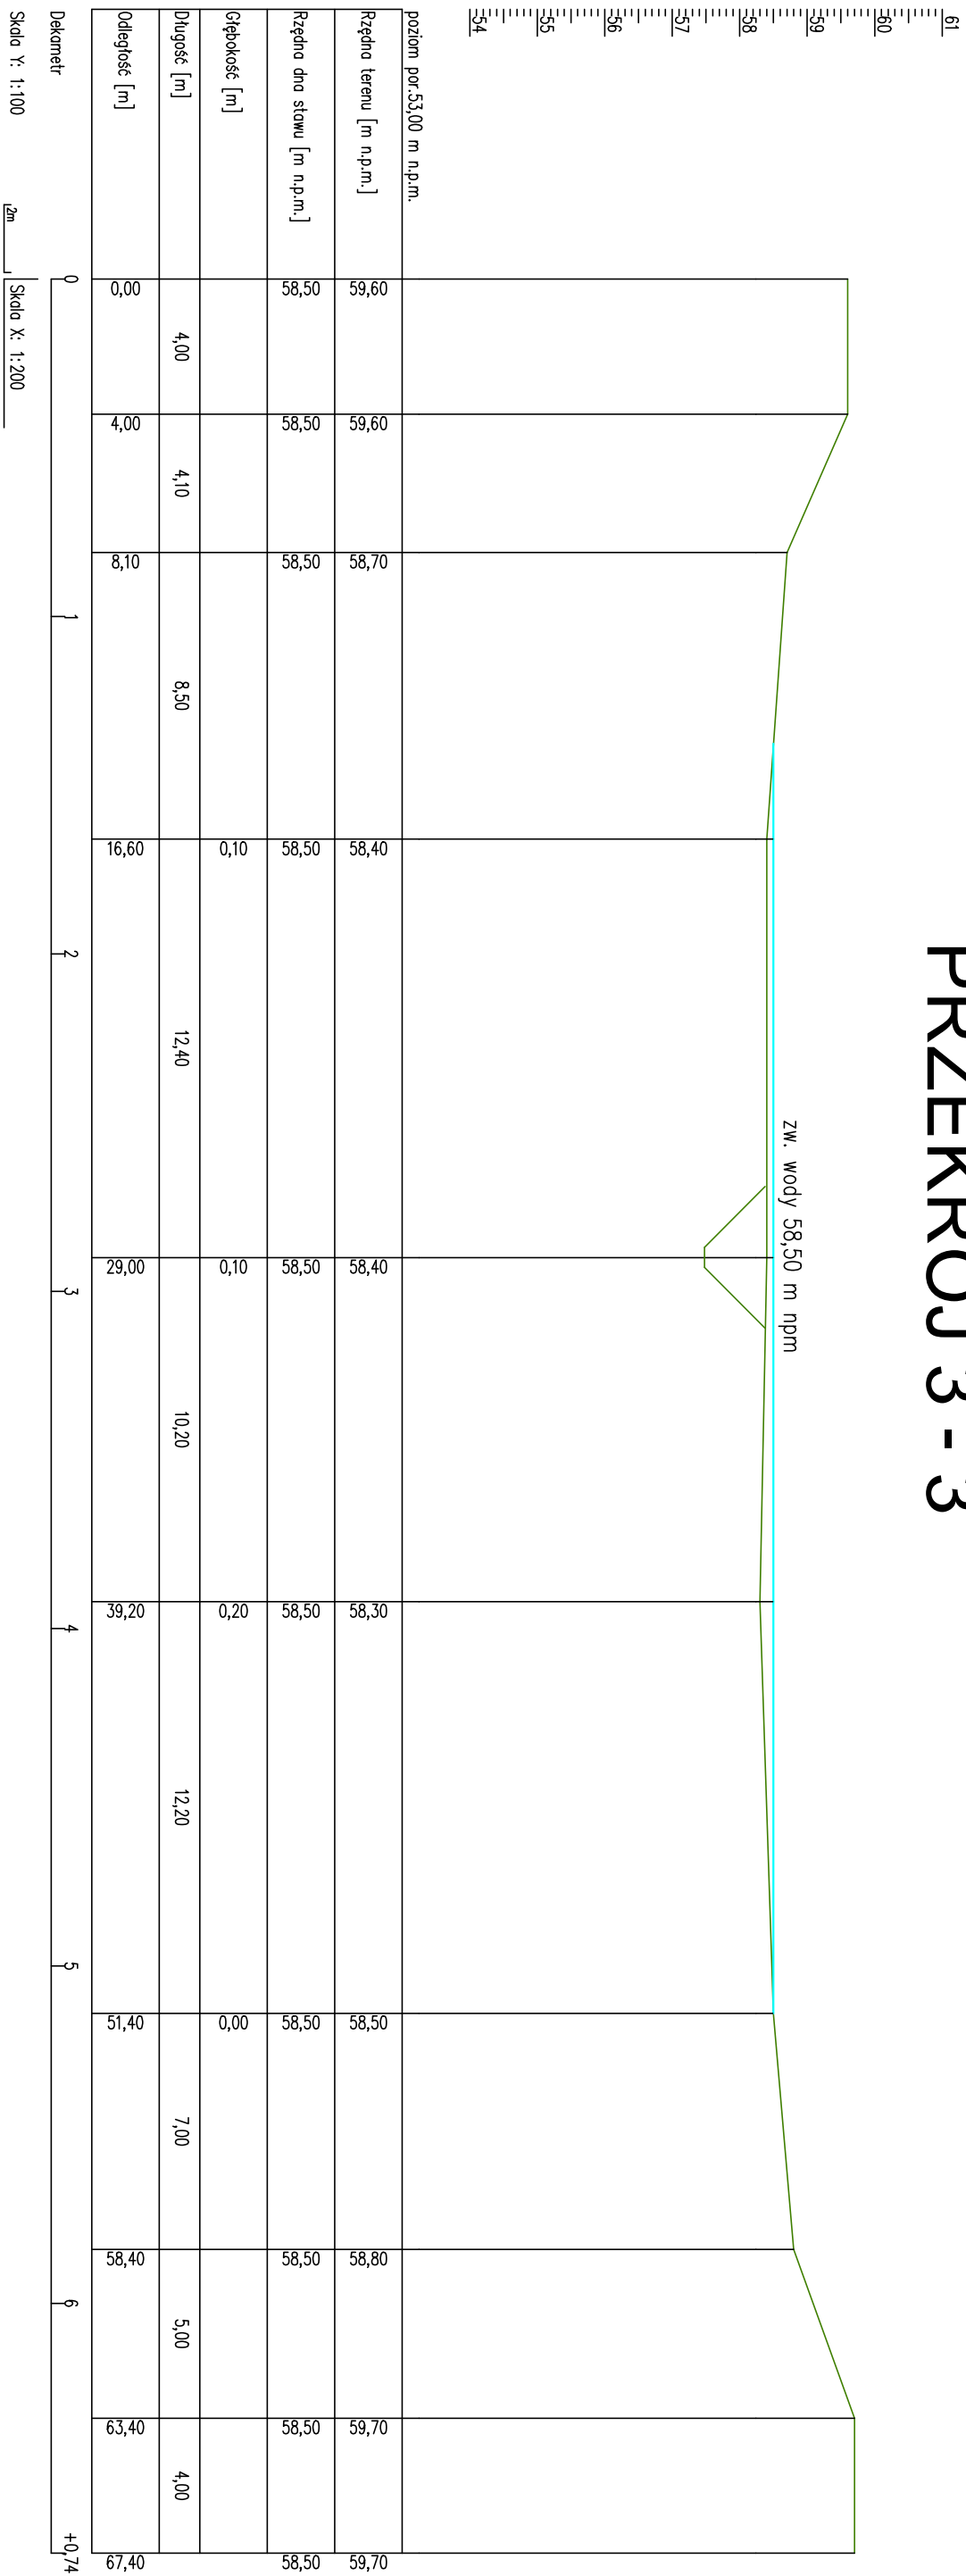 PRZEKRÓJ 3 - 3
61
60
59
58
57
56
55
54
zw. wody 58,50 m npm
poziom por.53,00 m n.p.m.
Rzędna terenu [m n.p.m.] 59,60 59,60 58,70 58,40 58,40 58,30 58,50 58,80 59,70 59,70
Rzędna dna stawu [m n.p.m.] 58,50 58,50 58,50 58,50 58,50 58,50 58,50 58,50 58,50 58,50
Głębokość [m] 0,10 0,10 0,20 0,00
Długość [m] 4,00 4,10 8,50 12,40 10,20 12,20 7,00 5,00 4,00
Odległość [m] 0,00 4,00 8,10 16,60 29,00 39,20 51,40 58,40 63,40 67,40
Dekametr 0 1 2 3 4 5 6 +0,74
2m
Skala Y: 1:100 Skala X: 1:200